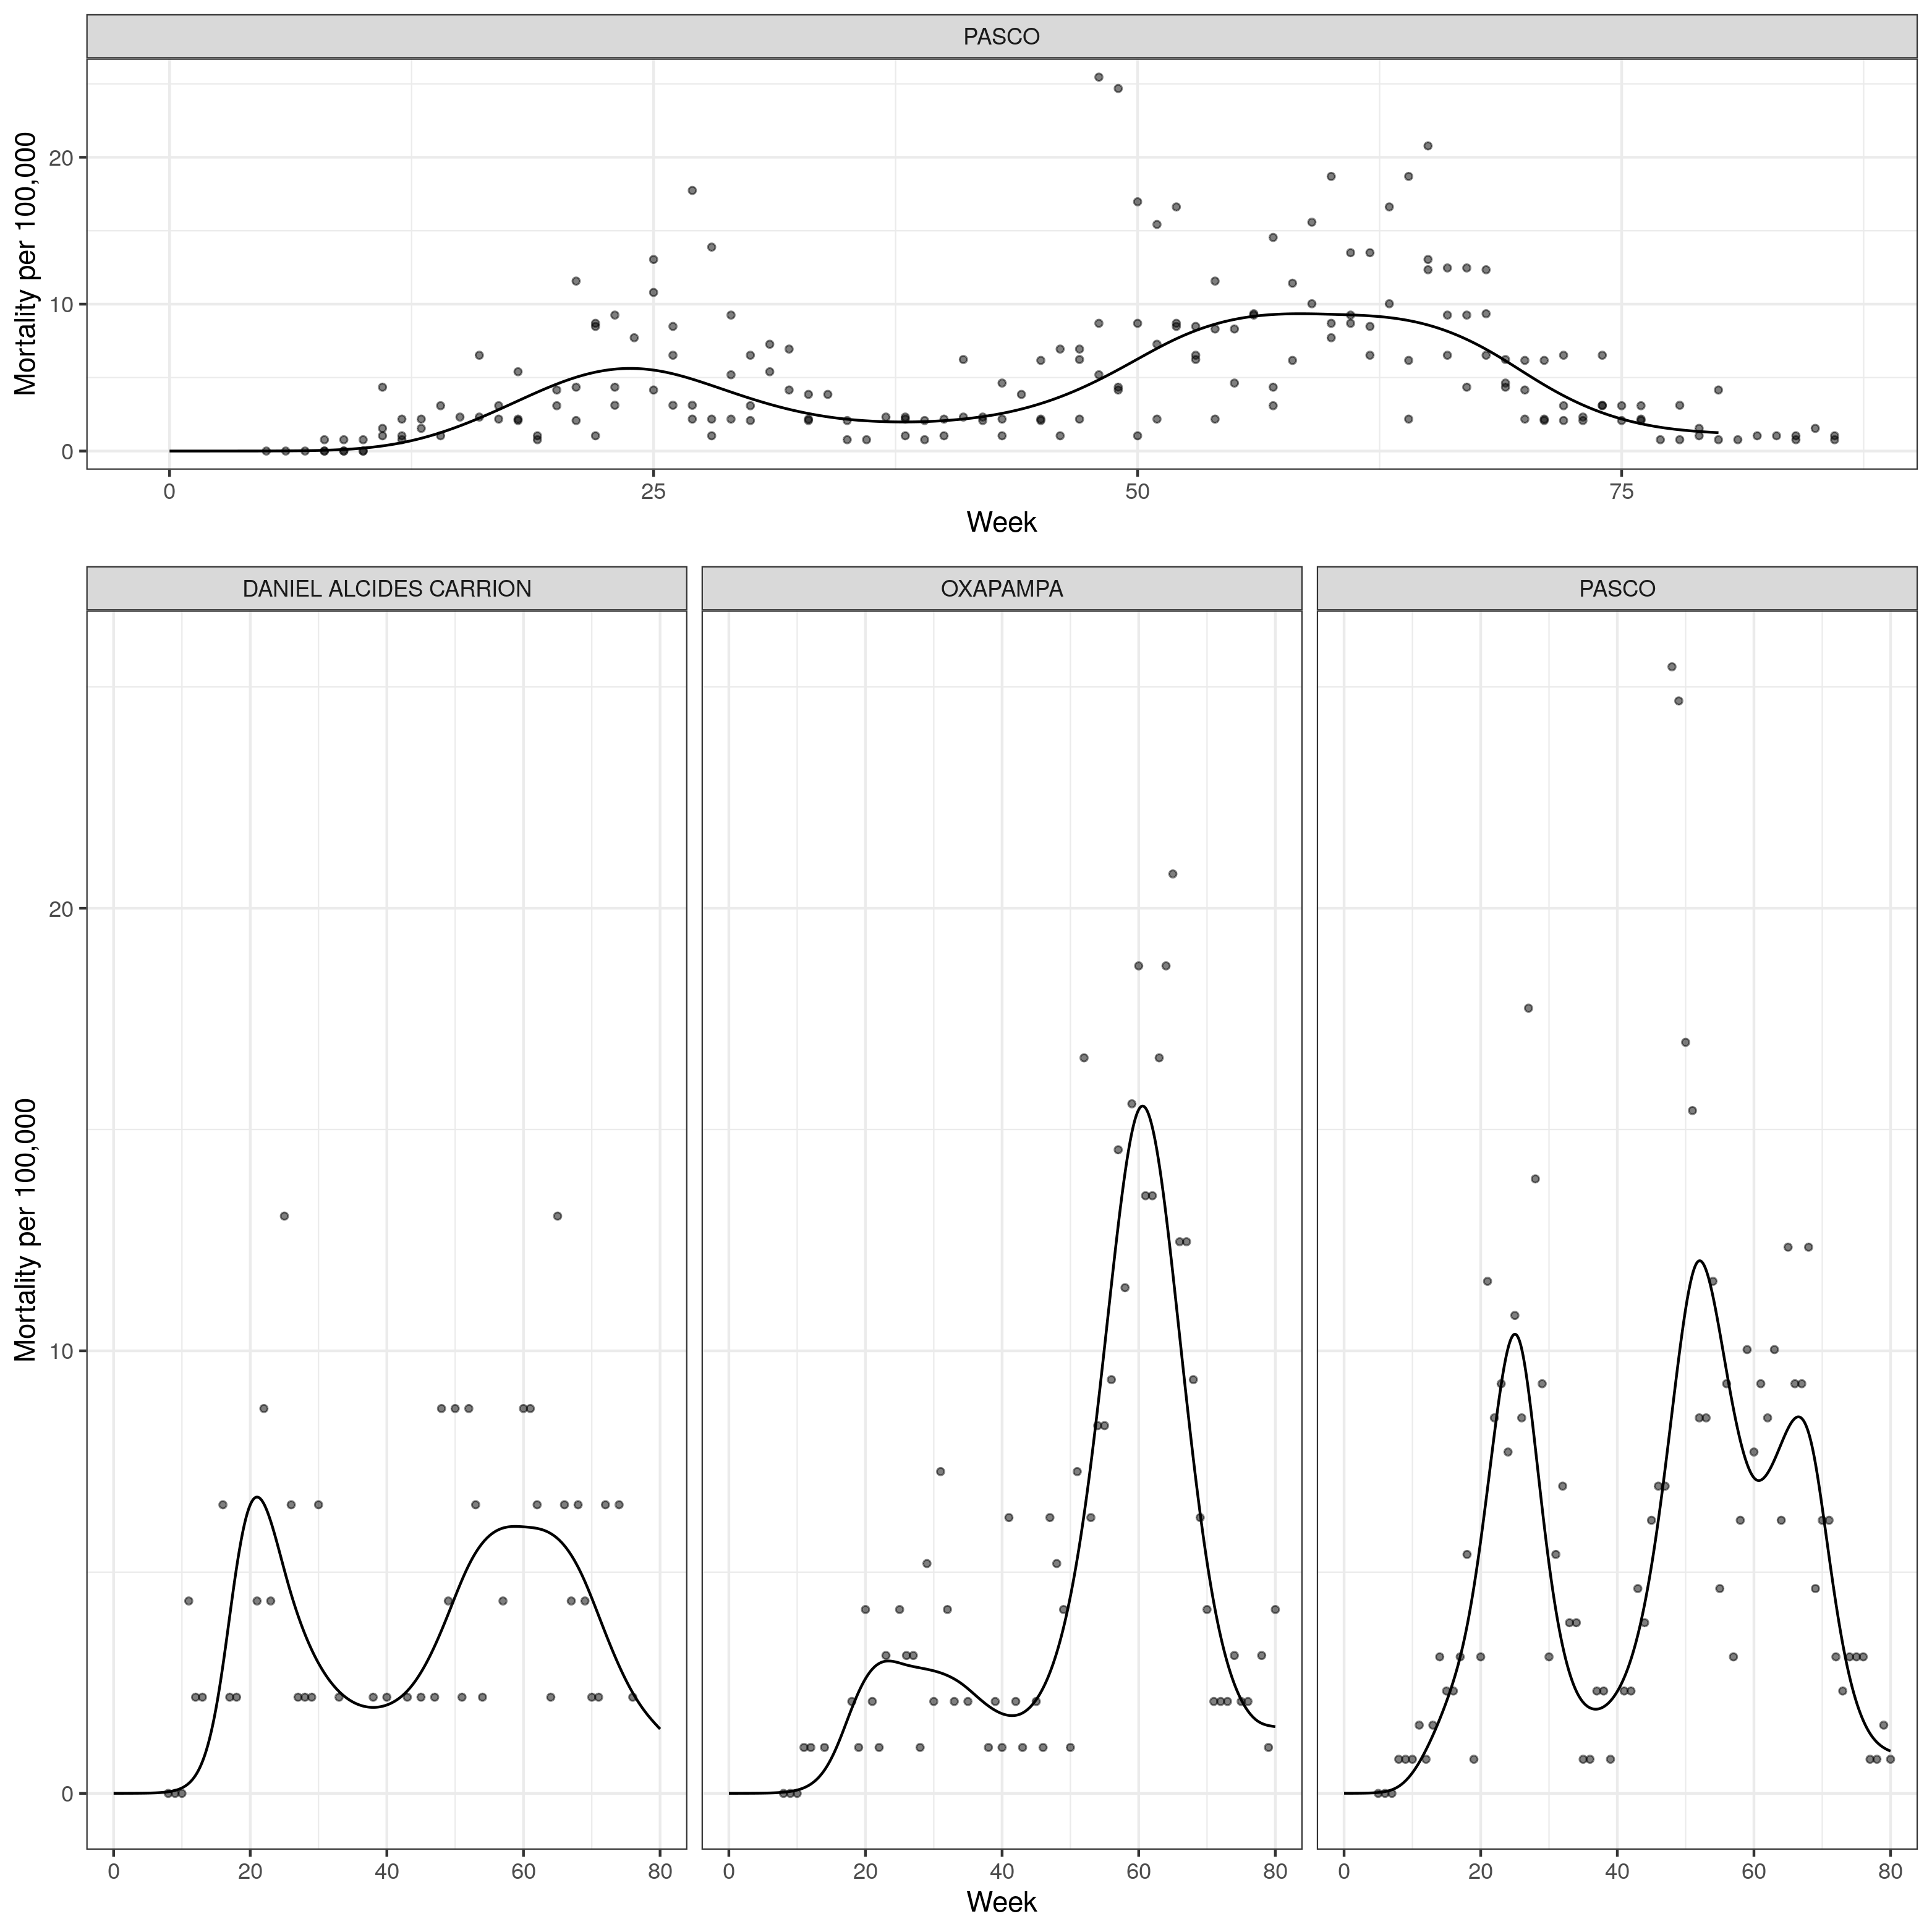 PASCO
Mortality per 100,000
20
10
0
0 25 50 75
Week
DANIEL ALCIDES CARRION OXAPAMPA PASCO
Mortality per 100,000
20
10
0
0 20 40 60 80 0 20 40 60 80 0 20 40 60 80
Week